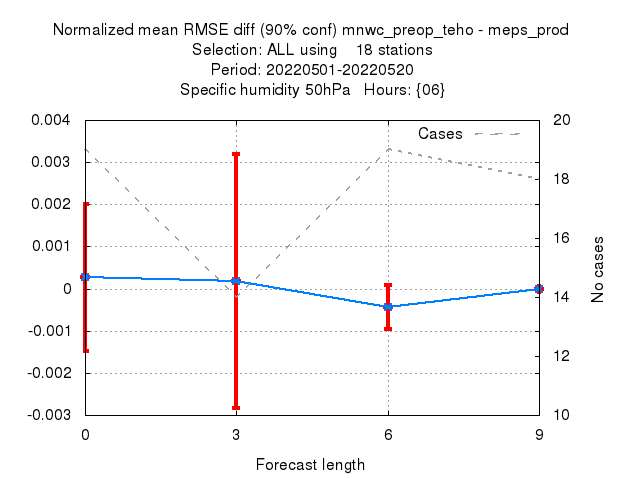 Normalized mean RMSE diff (90% conf) mnwc_preop_teho - meps_prod
Selection: ALL using    18 stations
Period: 20220501-20220520
Specific humidity 50hPa   Hours: {06}
0.004
0.003
0.002
0.001
0
-0.001
-0.002
-0.003
Cases
20
18
16
14
12
10
No cases
0
3
6
9
Forecast length